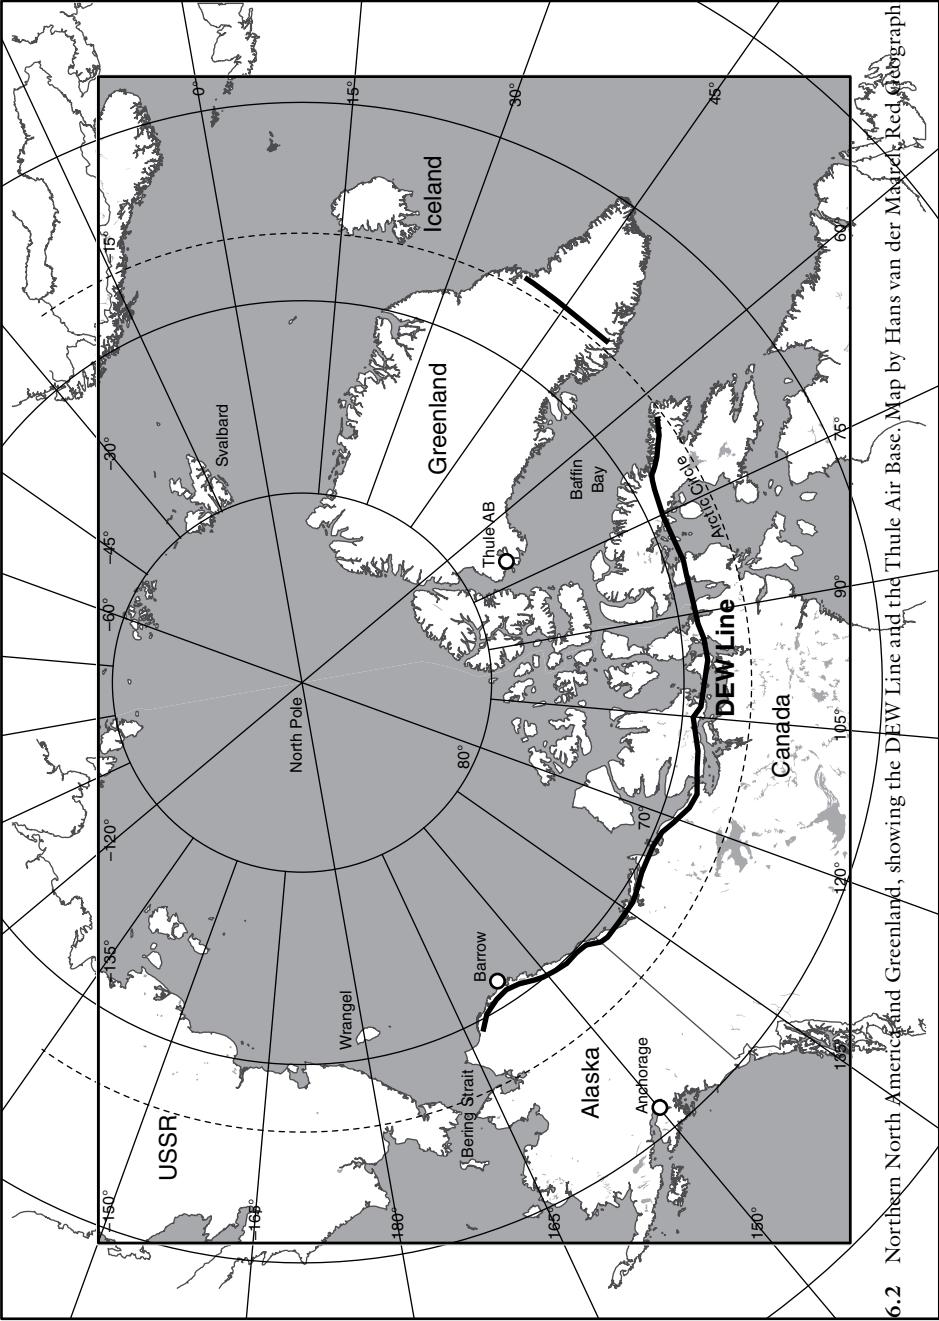 −150°
−135°
−120°
−60°
−45°
−30°
−15°
USSR
0°
Svalbard
−165°
North Pole
Wrangel
15°
180°
Iceland
Greenland
80°
Bering Strait
Barrow
Thule AB
30°
165°
Baffin
Bay
Alaska
Anchorage
70°
Arctic Circle
45°
DEW Line
150°
Canada
135°
120°
105°
90°
75°
60°
6.2 Northern North America and Greenland, showing the DEW Line and the Thule Air Base. Map by Hans van der Maarel, Red Geograph